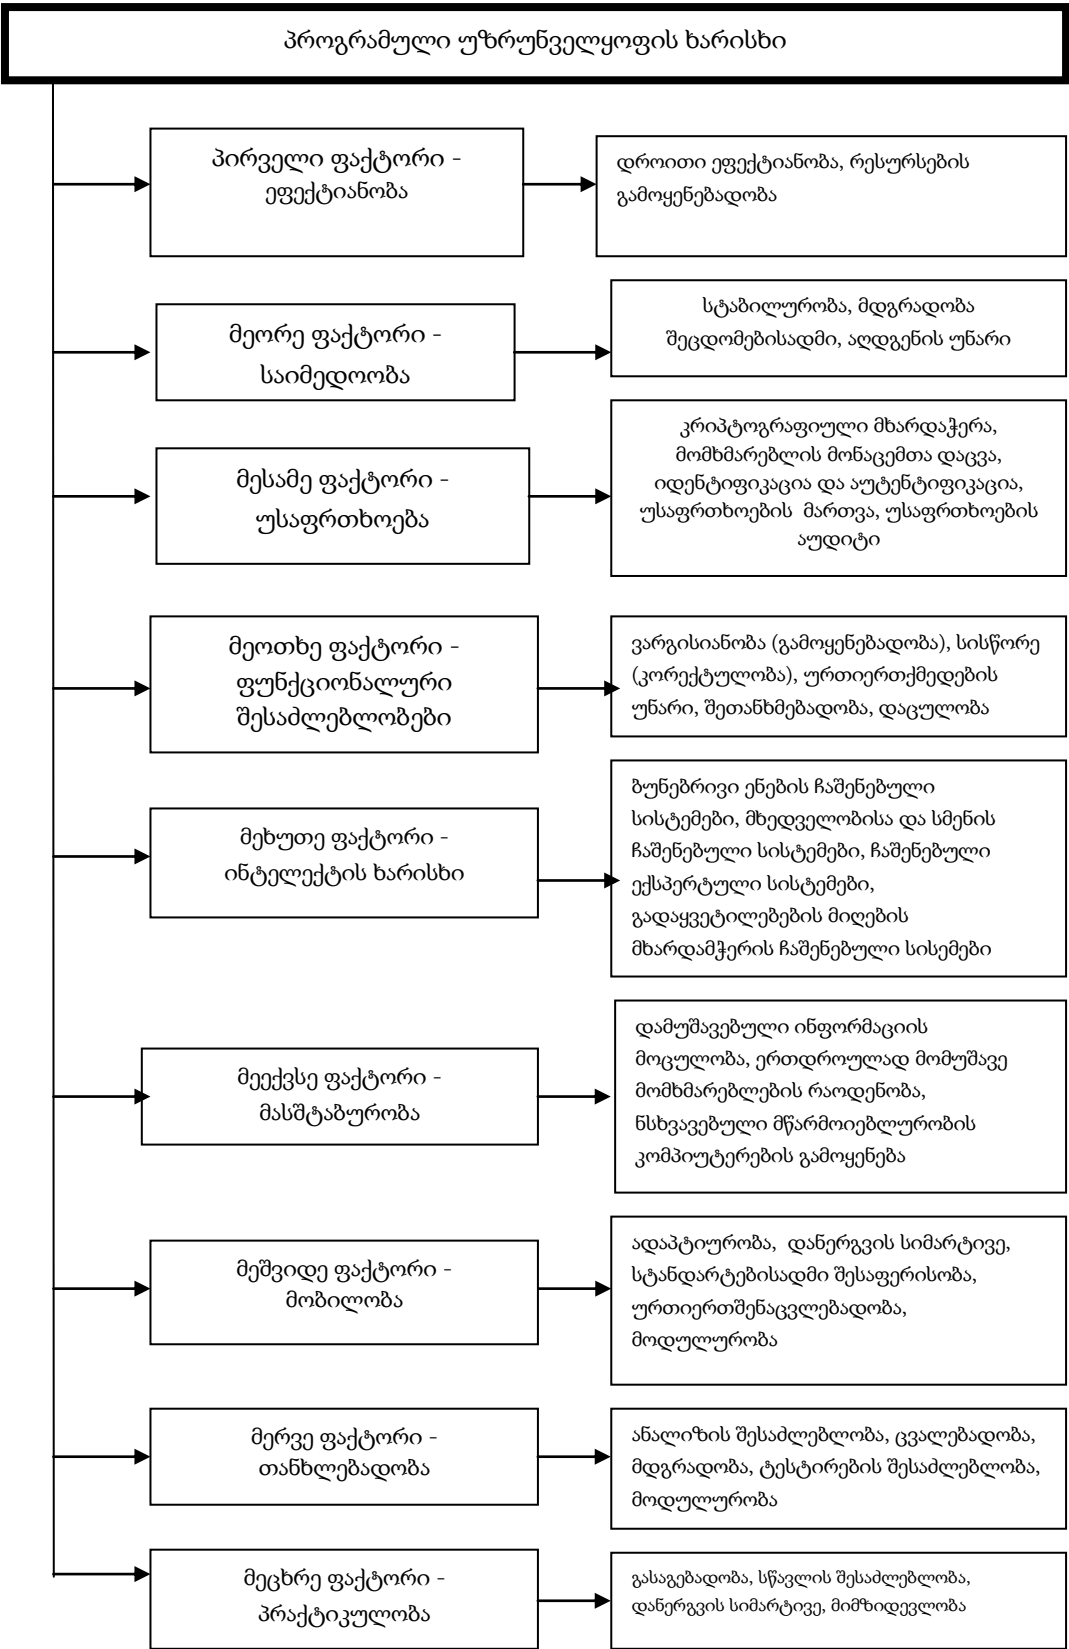 პროგრამული უზრუნველყოფის ხარისხი
პირველი ფაქტორი -
ეფექტიანობა
დროითი ეფექტიანობა, რესურსების
გამოყენებადობა
მეორე ფაქტორი -
საიმედოობა
სტაბილურობა, მდგრადობა
შეცდომებისადმი, აღდგენის უნარი
მესამე ფაქტორი -
უსაფრთხოება
კრიპტოგრაფიული მხარდაჭერა,
მომხმარებლის მონაცემთა დაცვა,
იდენტიფიკაცია და აუტენტიფიკაცია,
უსაფრთხოების  მართვა, უსაფრთხოების
აუდიტი
მეოთხე ფაქტორი -
ფუნქციონალური
შესაძლებლობები
ვარგისიანობა (გამოყენებადობა), სისწორე
(კორექტულობა), ურთიერთქმედების
უნარი, შეთანხმებადობა, დაცულობა
მეხუთე ფაქტორი -
ინტელექტის ხარისხი
ბუნებრივი ენების ჩაშენებული
სისტემები, მხედველობისა და სმენის
ჩაშენებული სისტემები, ჩაშენებული
ექსპერტული სისტემები,
გადაყვეტილებების მიღების
მხარდამჭერის ჩაშენებული სისემები
მეექვსე ფაქტორი -
მასშტაბურობა
დამუშავებული ინფორმაციის
მოცულობა, ერთდროულად მომუშავე
მომხმარებლების რაოდენობა,
ნსხვავებული მწარმოიებლურობის
კომპიუტერების გამოყენება
მეშვიდე ფაქტორი -
მობილობა
ადაპტიურობა,  დანერგვის სიმარტივე,
სტანდარტებისადმი შესაფერისობა,
ურთიერთშენაცვლებადობა,
მოდულურობა
მერვე ფაქტორი -
თანხლებადობა
ანალიზის შესაძლებლობა, ცვალებადობა,
მდგრადობა, ტესტირების შესაძლებლობა,
მოდულურობა
მეცხრე ფაქტორი -
პრაქტიკულობა
გასაგებადობა, სწავლის შესაძლებლობა,
დანერგვის სიმარტივე, მიმზიდევლობა